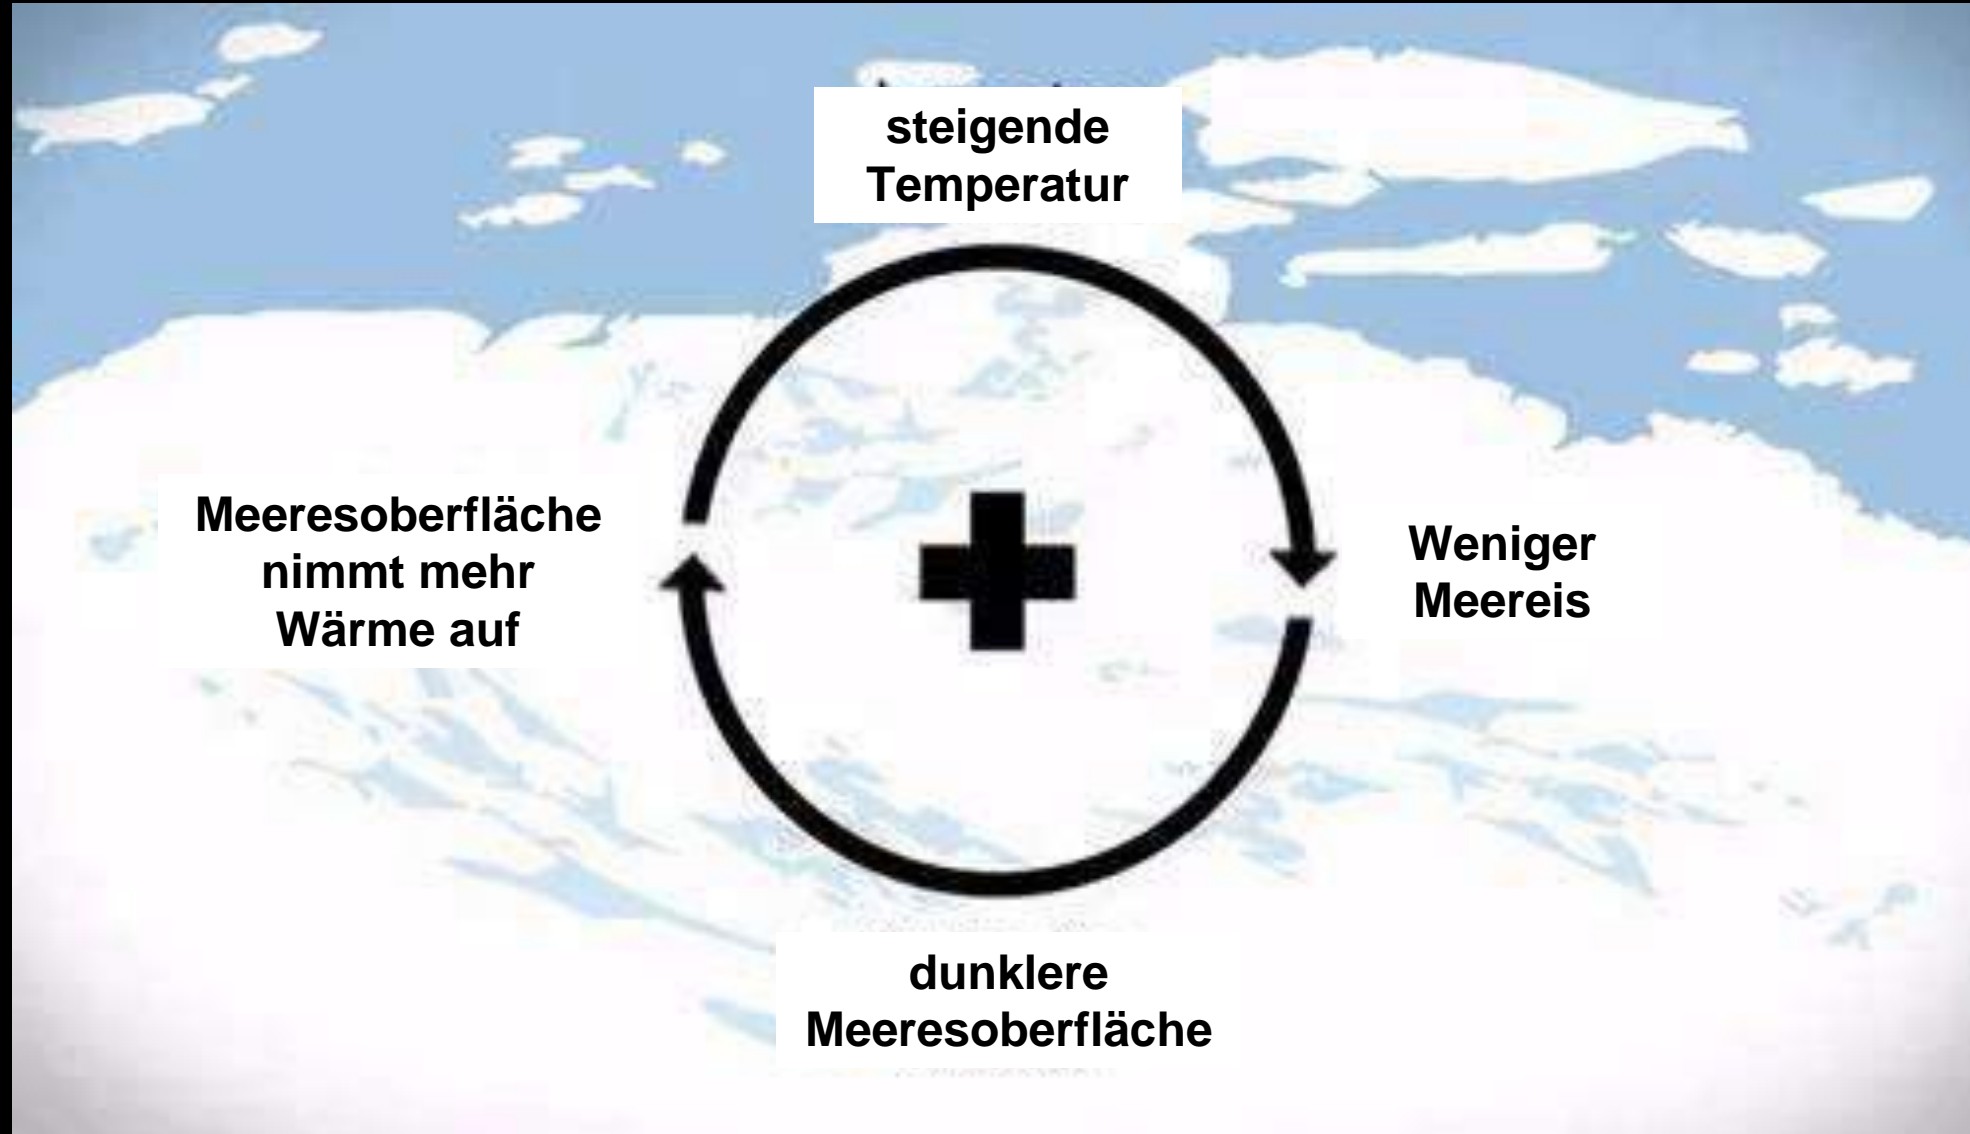 steigende
Temperatur
Weniger
Meereis
dunklere
Meeresoberfläche
Meeresoberfläche
nimmt mehr
Wärme auf